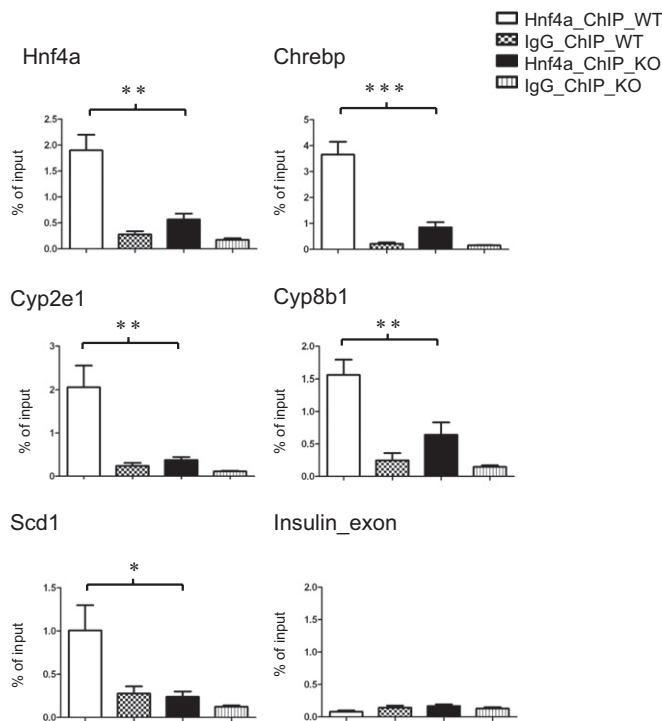 Hnf4a_ChIP_WT
IgG_ChIP_WT
Hnf4a_ChIP_KO
IgG_ChIP_KO
Hnf4a
**
% of input
2.5
2.0
1.5
1.0
0.5
0.0
Chrebp
***
% of input
6
5
4
3
2
1
0
Cyp2e1
**
% of input
3
2
1
0
Cyp8b1
**
% of input
2.0
1.5
1.0
0.5
0.0
Scd1
*
% of input
1.5
1.0
0.5
0.0
Insulin_exon
% of input
2.0
1.5
1.0
0.5
0.0